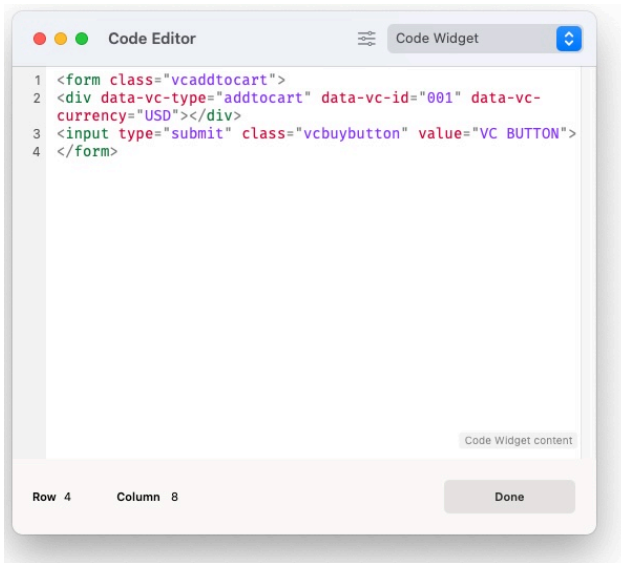 Code Editor
Code Widget
1 <form class="vcaddtocart">
2 <div data-vc-type="addtocart" data-vc-id="001" data-vc-
currency="USD"></div>
3 <input type="submit" class="vcbuybutton" value="VC BUTTON">
4 </form>
Code Widget content
Row 4 Column 8
Done